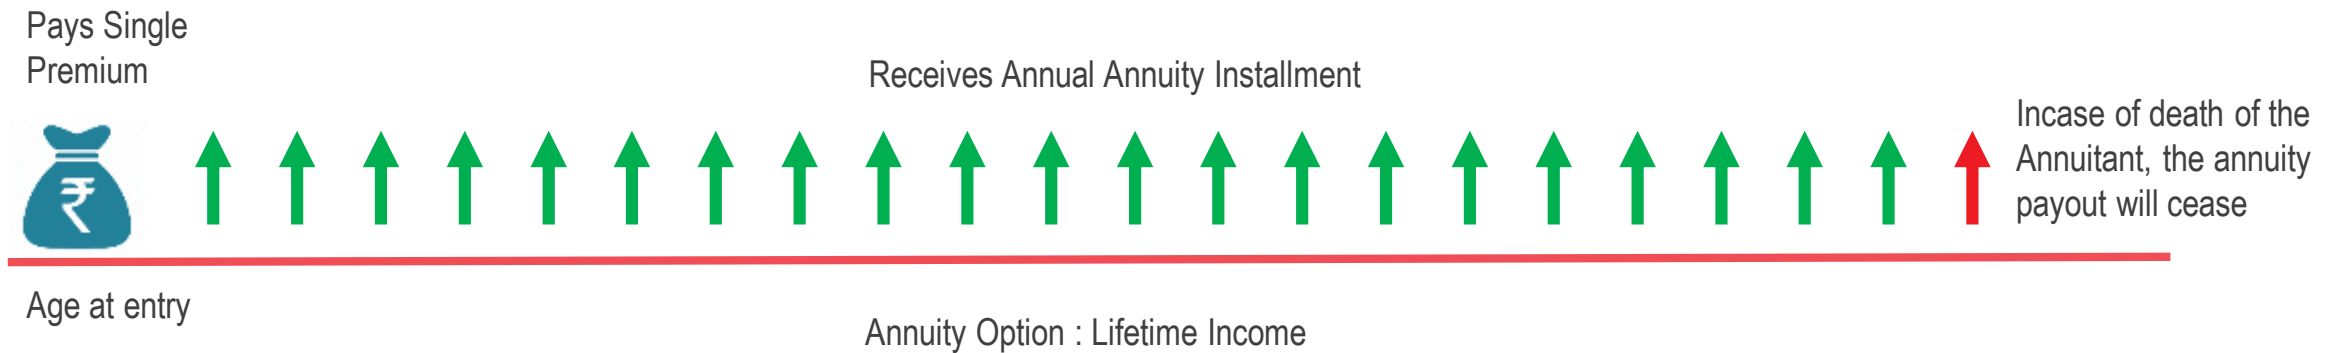 Pays Single
Premium
Receives Annual Annuity Installment
Incase of death of the
Annuitant, the annuity
payout will cease
₹
Age at entry
Annuity Option : Lifetime Income